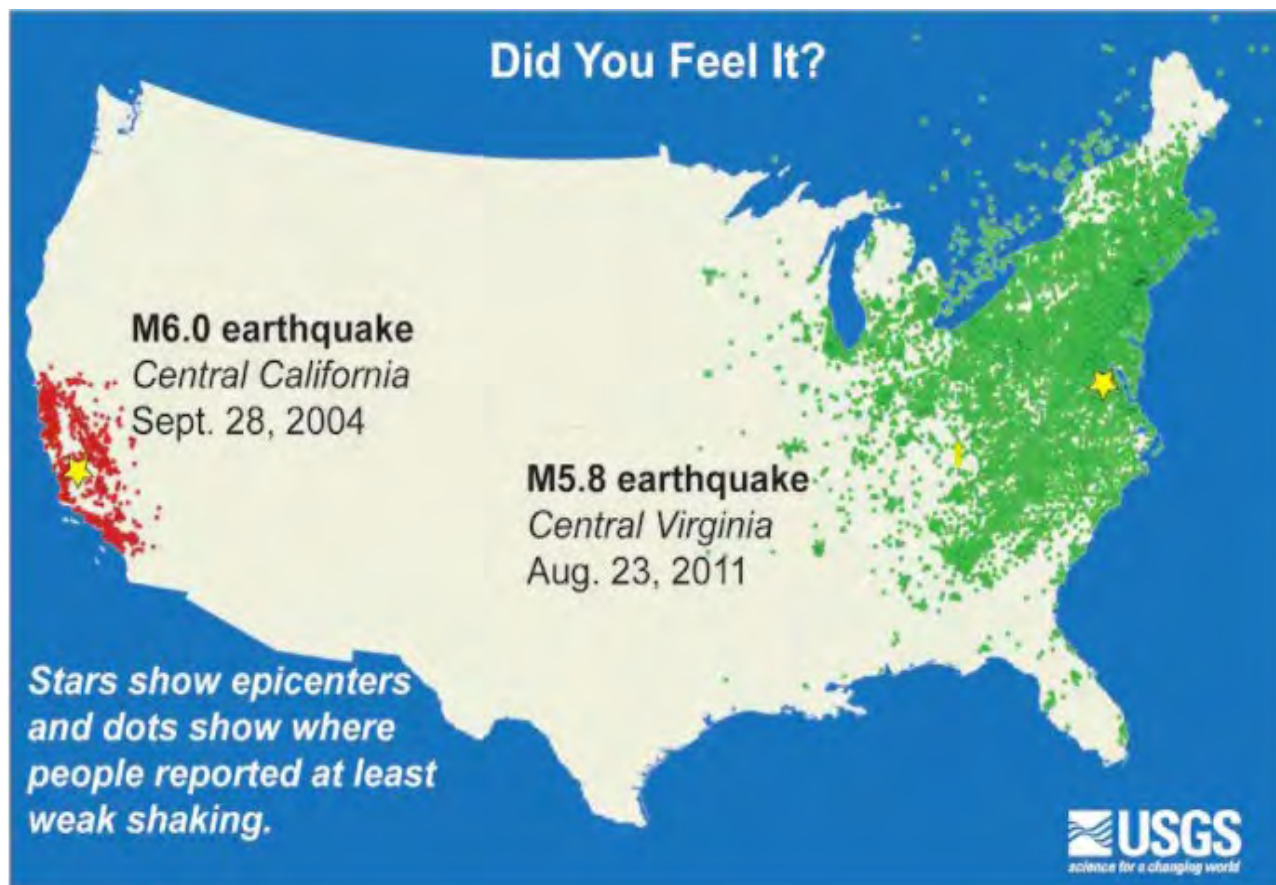 Did You Feel It?
M6.0 earthquake
Central California
Sept. 28, 2004
M5.8 earthquake
Central Virginia
Aug. 23, 2011
Stars show epicenters
and dots show where
people reported at least
weak shaking.
USGS
science for a changing world